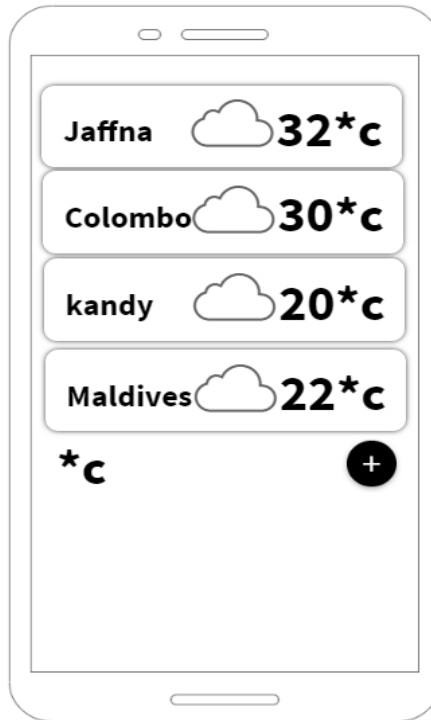 Jaffna 32*c
Colombo 30*c
kandy 20*c
Maldives 22*c
*c +